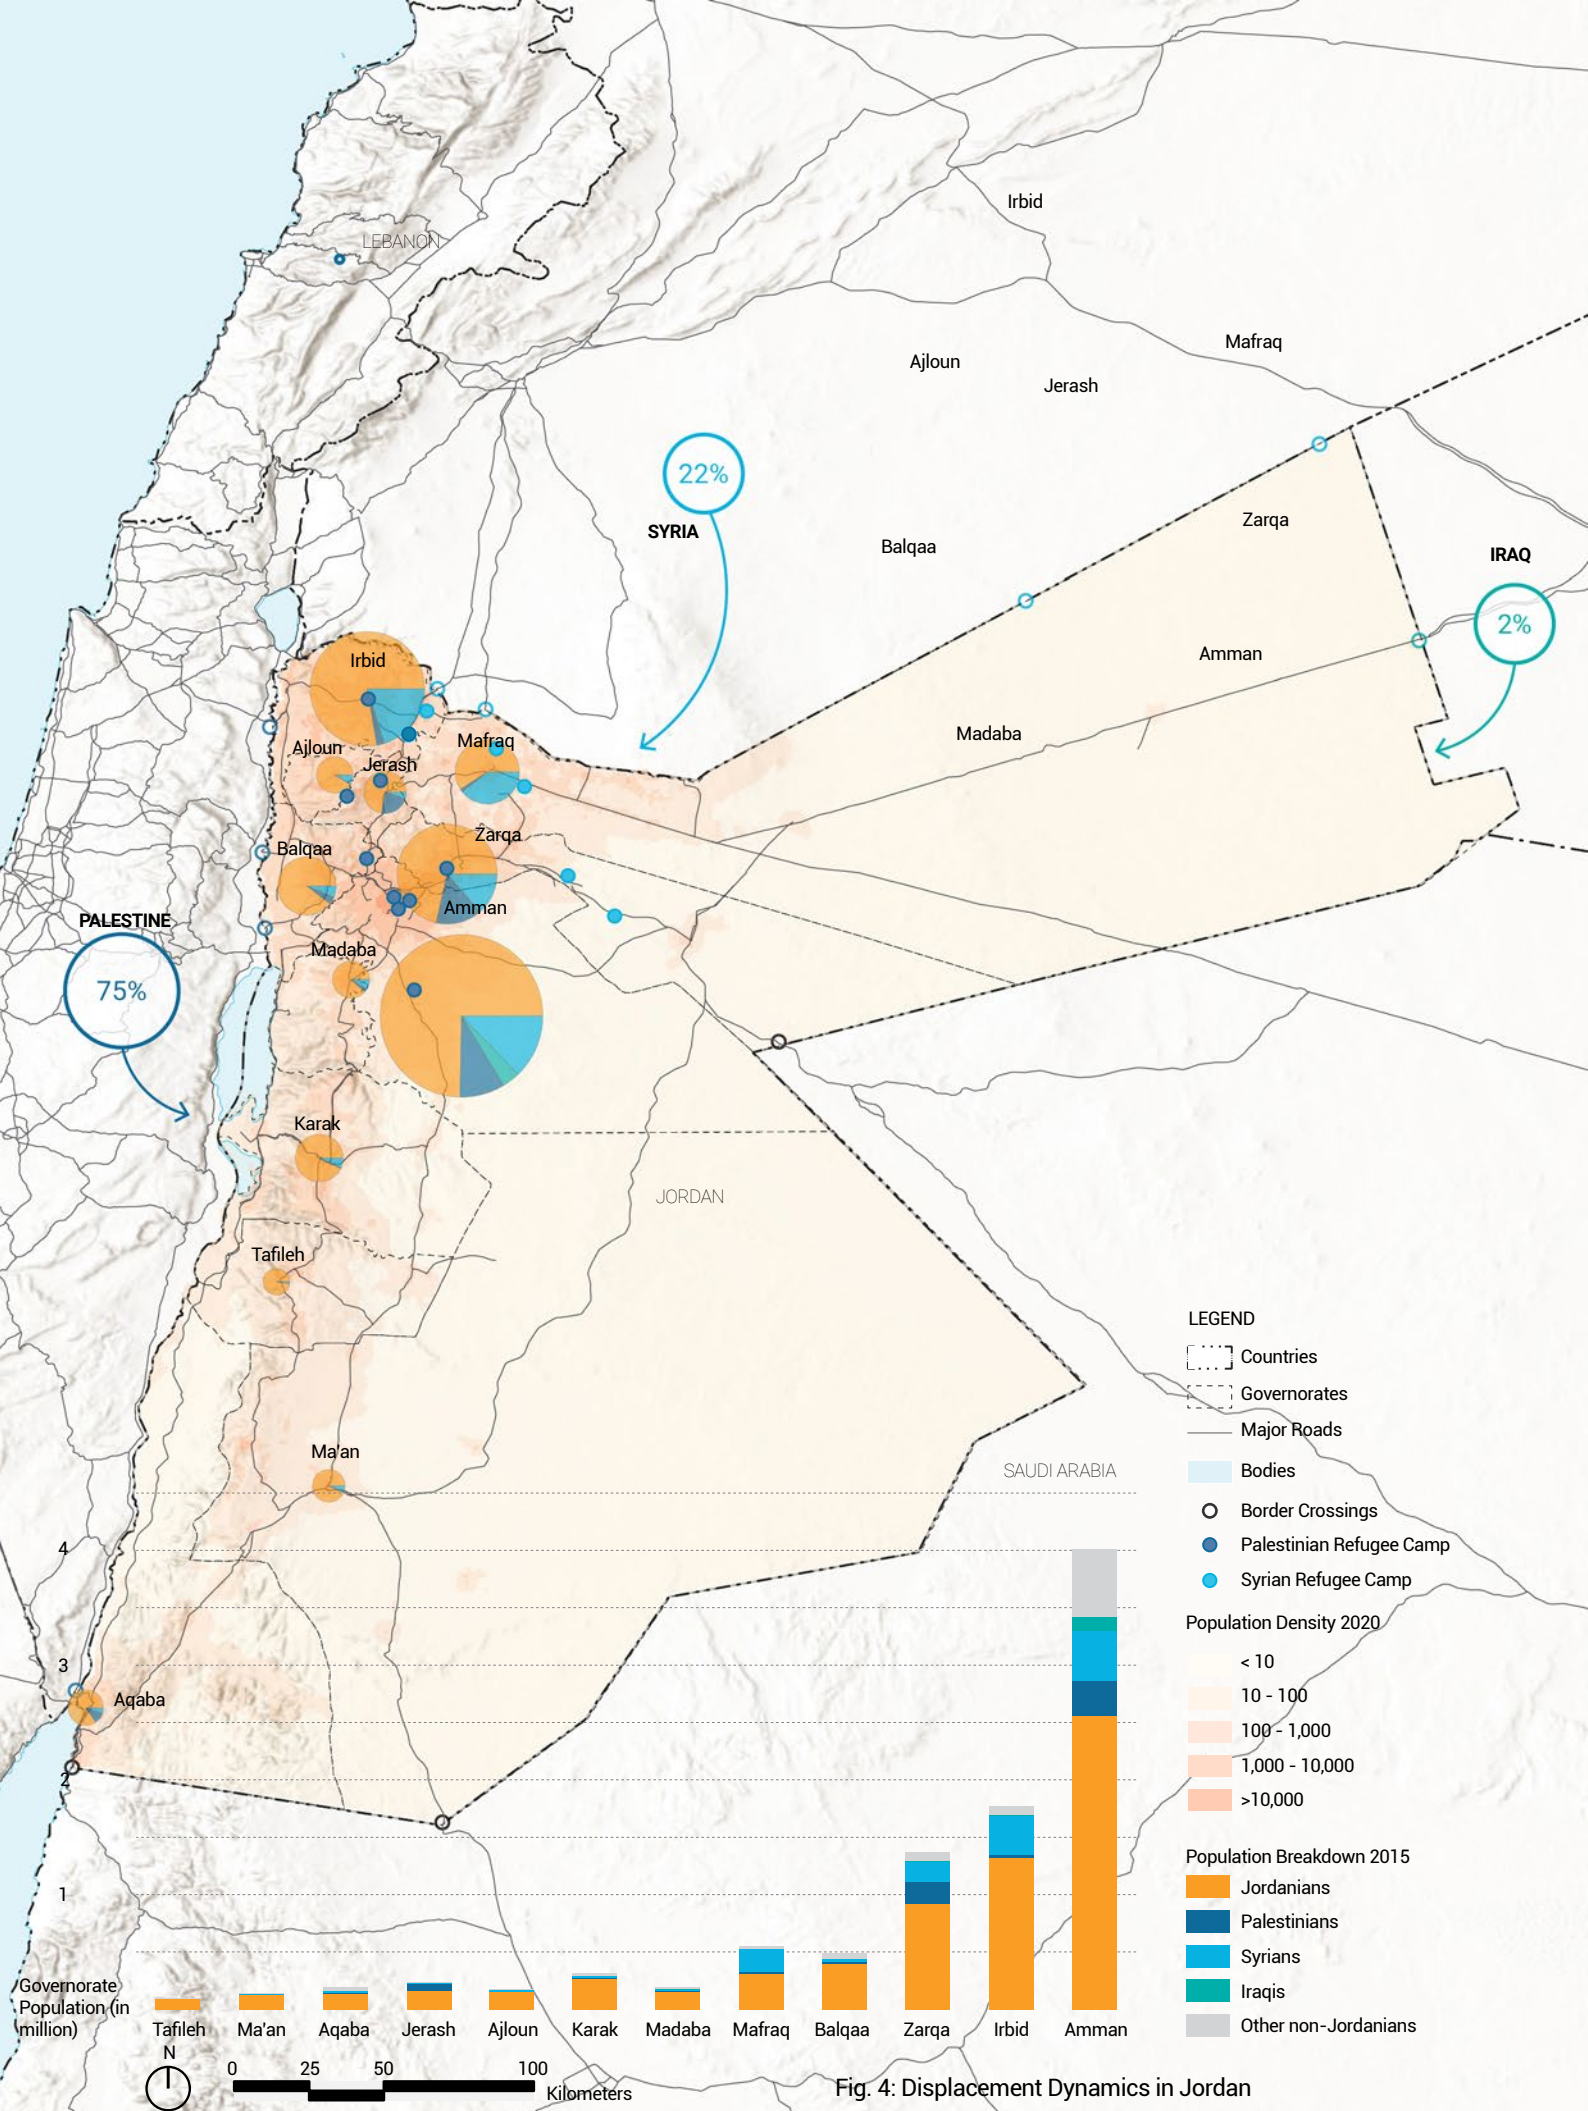 LEBANON
Irbid
Mafraq
Ajloun
Jerash
22%
SYRIA
Zarqa
Balqaa
IRAQ
2%
Amman
Irbid
Madaba
Mafraq
Ajloun
Jerash
Zarqa
Balqaa
Amman
PALESTINE
75%
Madaba
Karak
JORDAN
Tafileh
Ma'an
SAUDI ARABIA
Aqaba
LEGEND
Countries
Governorates
Major Roads
Bodies
Border Crossings
Palestinian Refugee Camp
Syrian Refugee Camp
Population Density 2020
< 10
10 - 100
100 - 1,000
1,000 - 10,000
>10,000
Population Breakdown 2015
Jordanians
Palestinians
Syrians
Iraqis
Other non-Jordanians
4
3
2
1
Governorate
Population (in
million)
Tafileh Ma'an Aqaba Jerash Ajloun Karak Madaba Mafraq Balqaa Zarqa Irbid Amman
N
0 25 50 100
Kilometers
Fig. 4: Displacement Dynamics in Jordan